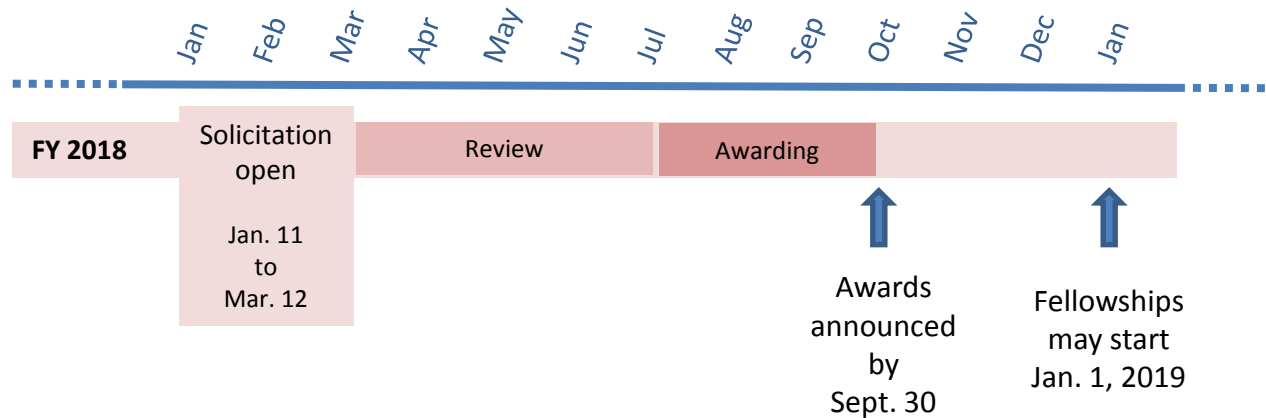 Jan Feb Mar Apr May Jun Jul Aug Sep Oct Nov Dec Jan
FY 2018
Solicitation
open
Jan. 11
to
Mar. 12
Review
Awarding
Awards
announced
by
Sept. 30
Fellowships
may start
Jan. 1, 2019